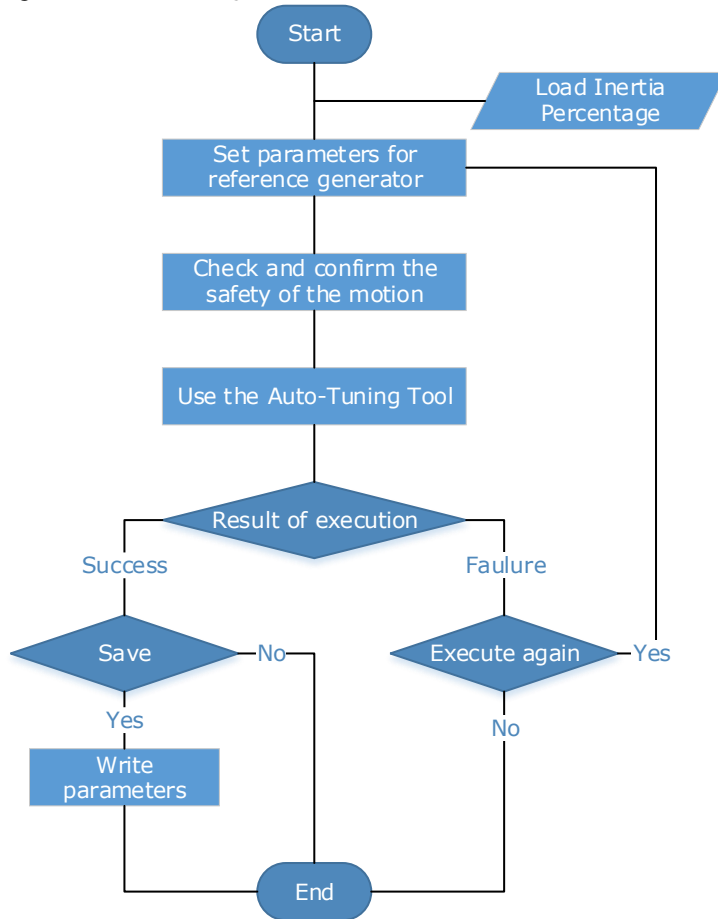 Start
Load Inertia
Percentage
Set parameters for
reference generator
Check and confirm the
safety of the motion
Use the Auto-Tuning Tool
Result of execution
Success
Faulure
Save
No
Execute again
Yes
Yes
No
Write
parameters
End